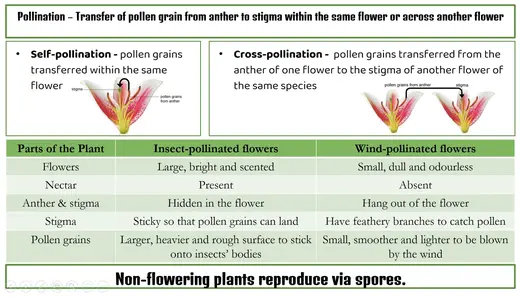 Pollination – Transfer of pollen grain from anther to stigma within the same flower or across another flower
• Self-pollination - pollen grains
transferred within the same
flower
stigma
pollen grains
from anther
• Cross-pollination - pollen grains transferred from the
anther of one flower to the stigma of another flower of
the same species
pollen grains from anther stigma
Parts of the Plant Insect-pollinated flowers Wind-pollinated flowers
Flowers Large, bright and scented Small, dull and odourless
Nectar Present Absent
Anther & stigma Hidden in the flower Hang out of the flower
Stigma Sticky so that pollen grains can land Have feathery branches to catch pollen
Pollen grains Larger, heavier and rough surface to stick Small, smoother and lighter to be blown
onto insects' bodies by the wind
Non-flowering plants reproduce via spores.